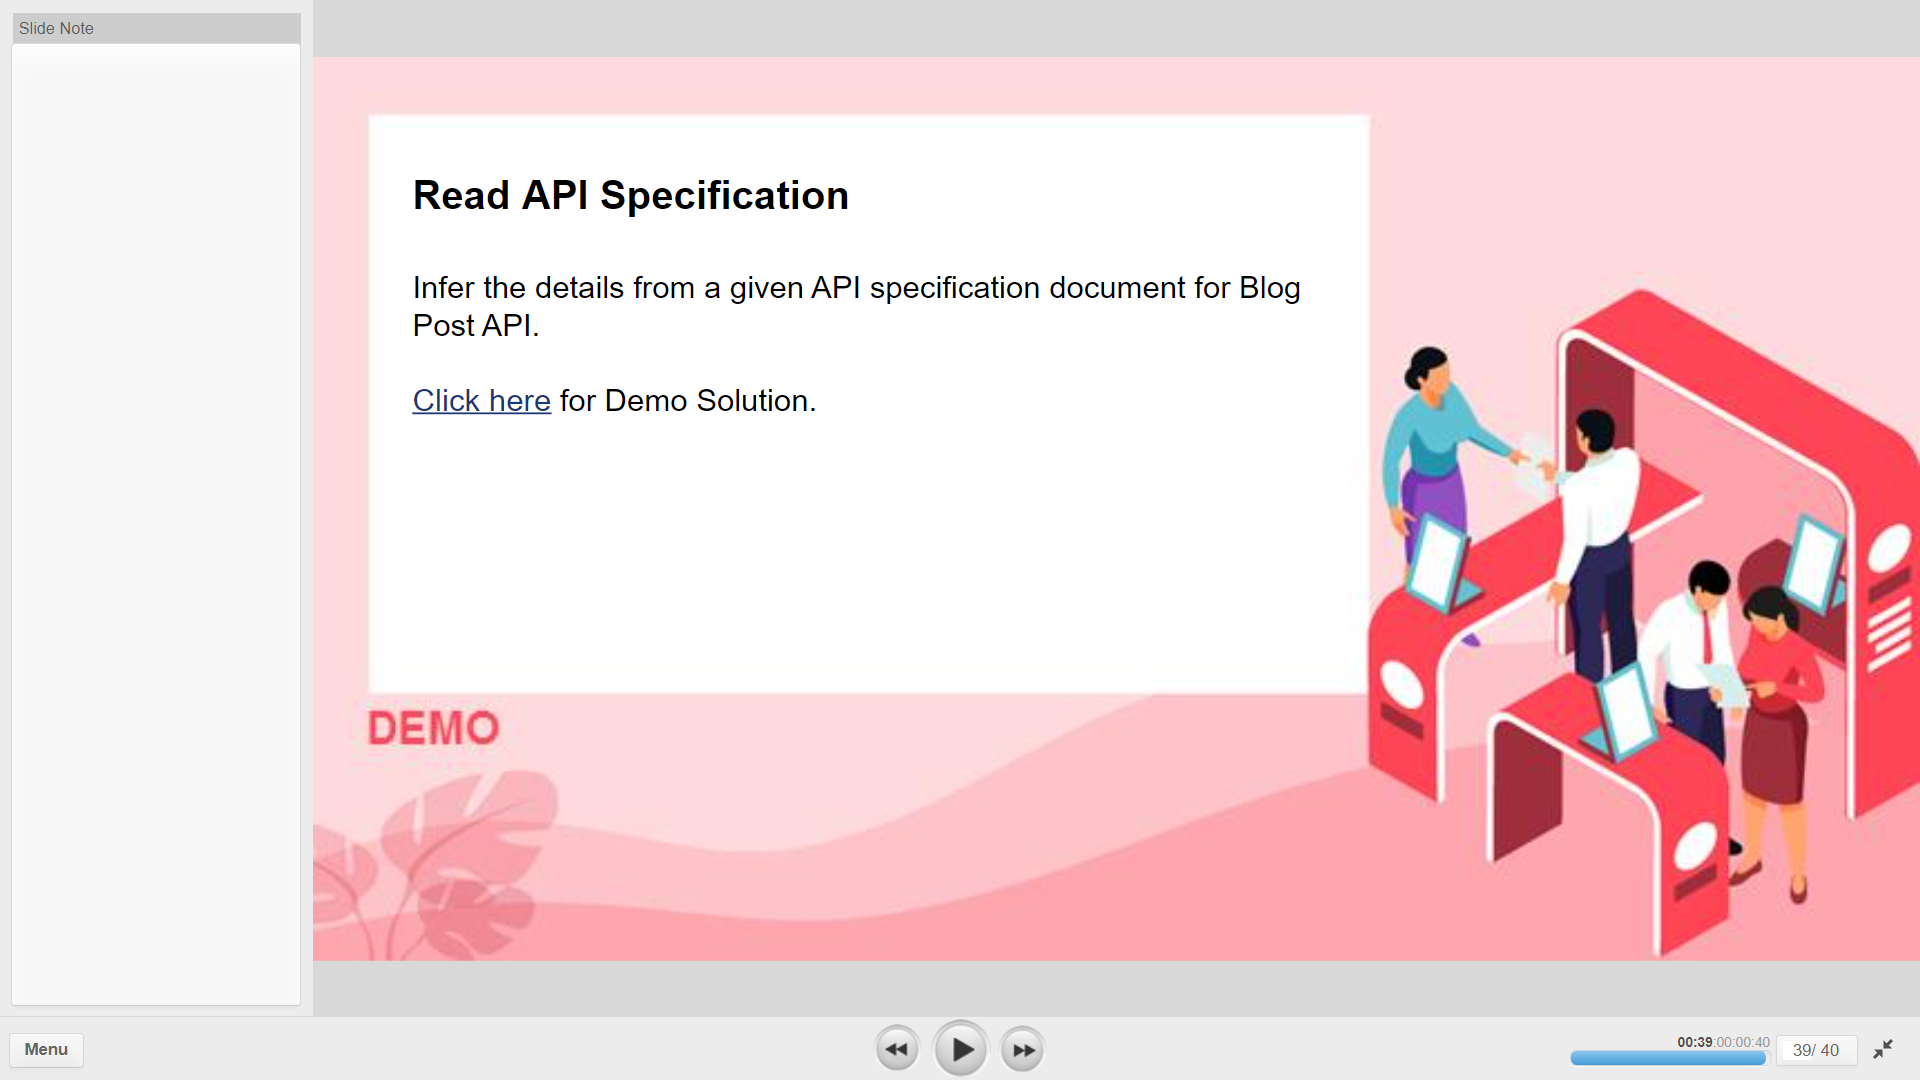 Slide Note
Read API Specification
Infer the details from a given API specification document for Blog
Post API.
Click here for Demo Solution.
DEMO
Menu
00:39:00:00:40
39/ 40